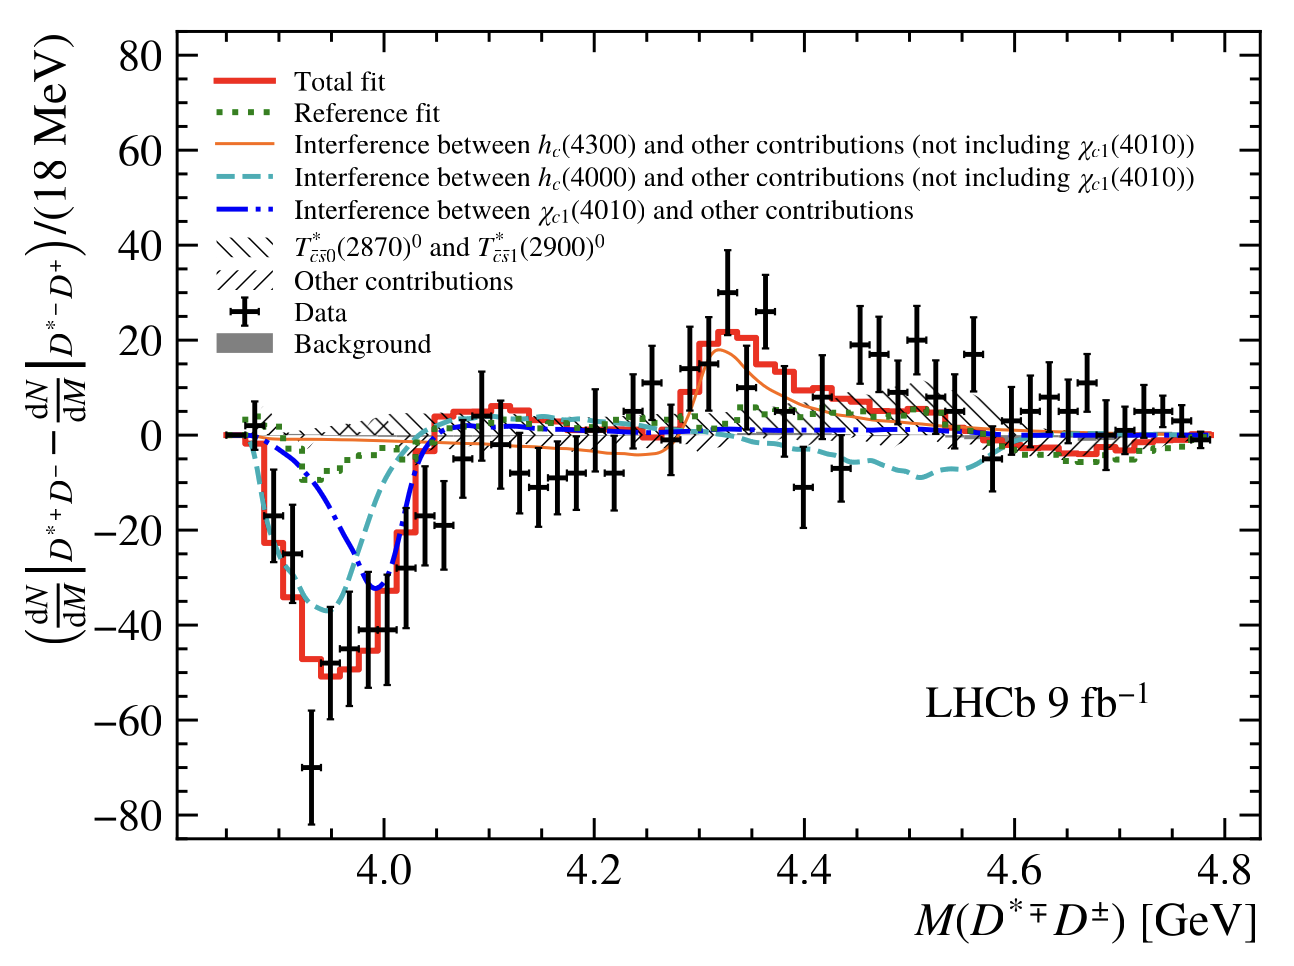 (dN/dM|D*+D− − dN/dM|D*−D+)/(18 MeV)
80
60
40
20
0
−20
−40
−60
−80
Total fit
Reference fit
Interference between h_c(4300) and other contributions (not including χ_c1(4010))
Interference between h_c(4000) and other contributions (not including χ_c1(4010))
Interference between χ_c1(4010) and other contributions
T*_c̄s̄0(2870)⁰ and T*_c̄s̄1(2900)⁰
Other contributions
Data
Background
LHCb 9 fb⁻¹
4.0 4.2 4.4 4.6 4.8
M(D*∓D±) [GeV]